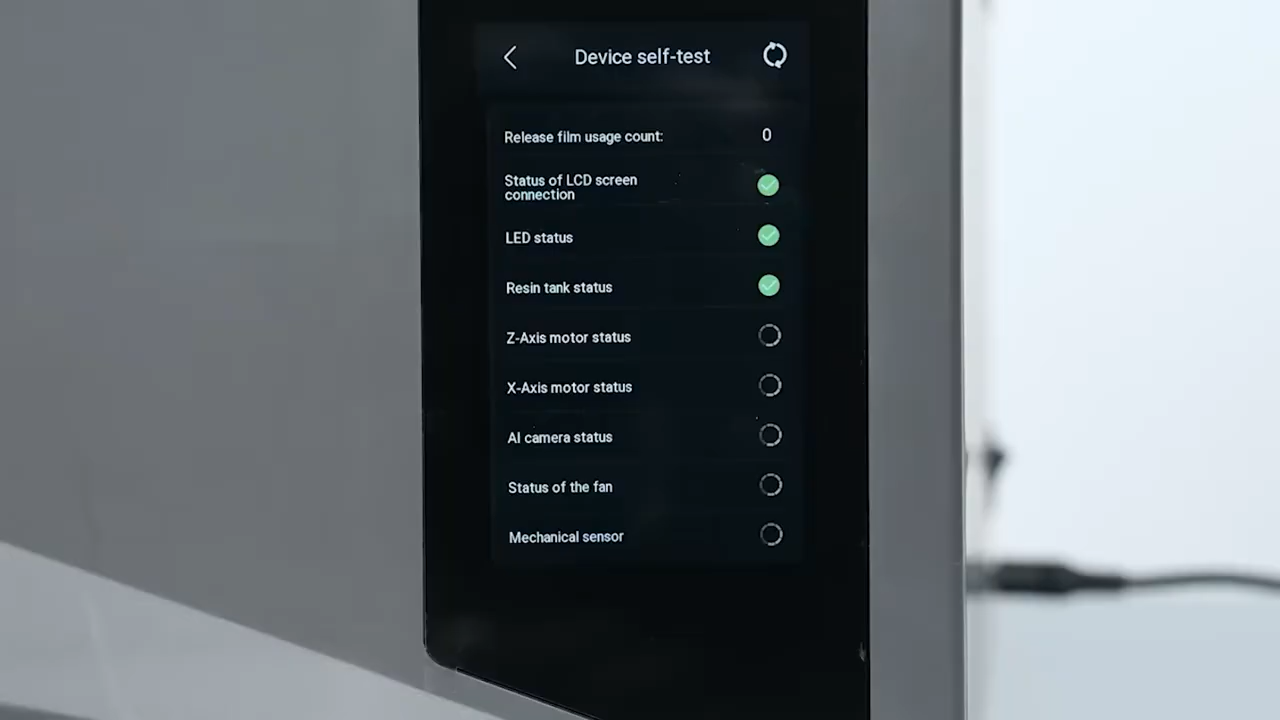 Device self-test
Release film usage count: 0
Status of LCD screen
connection
LED status
Resin tank status
Z-Axis motor status
X-Axis motor status
AI camera status
Status of the fan
Mechanical sensor